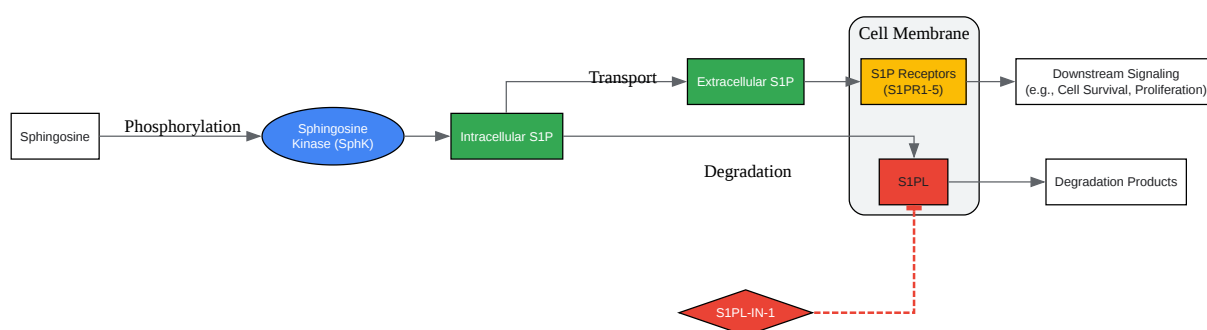 Cell Membrane
Transport
Extracellular S1P
S1P Receptors
(S1PR1-5)
Downstream Signaling
(e.g., Cell Survival, Proliferation)
Sphingosine
Phosphorylation
Sphingosine
Kinase (SphK)
Intracellular S1P
Degradation
S1PL
Degradation Products
S1PL-IN-1